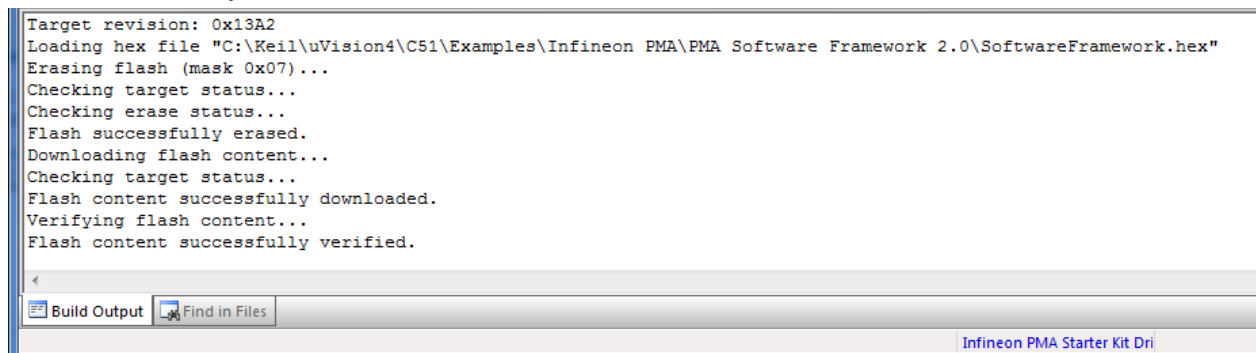 Target revision: 0x13A2
Loading hex file "C:\Keil\uVision4\C51\Examples\Infineon PMA\PMA Software Framework 2.0\SoftwareFramework.hex"
Erasing flash (mask 0x07)...
Checking target status...
Checking erase status...
Flash successfully erased.
Downloading flash content...
Checking target status...
Flash content successfully downloaded.
Verifying flash content...
Flash content successfully verified.
Build Output Find in Files
Infineon PMA Starter Kit Dri